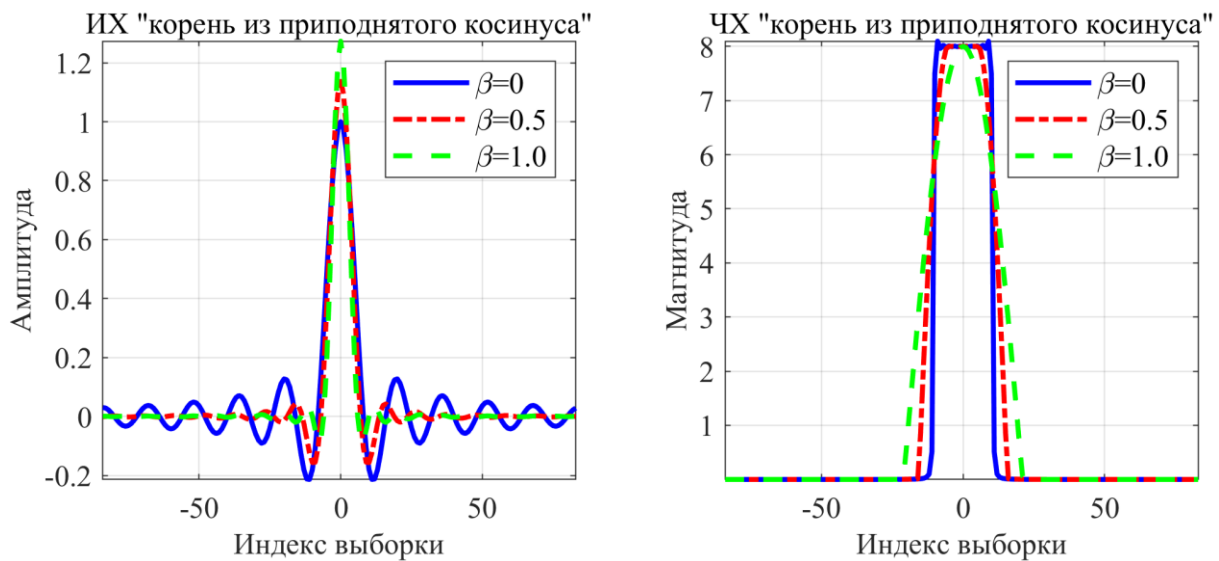 ИХ "корень из приподнятого косинуса"
1.2
1
0.8
0.6
0.4
0.2
0
-0.2
Амплитуда
β=0
β=0.5
β=1.0
-50
0
50
Индекс выборки
ЧХ "корень из приподнятого косинуса"
8
7
6
5
4
3
2
1
Магнитуда
β=0
β=0.5
β=1.0
-50
0
50
Индекс выборки